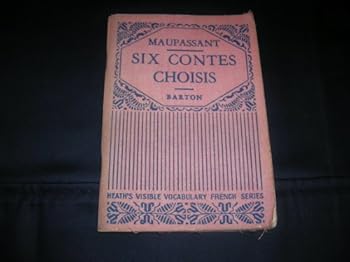 MAUPASSANT
SIX CONTES
CHOISIS
BARTON
HEATH'S VISIBLE VOCABULARY FRENCH SERIES